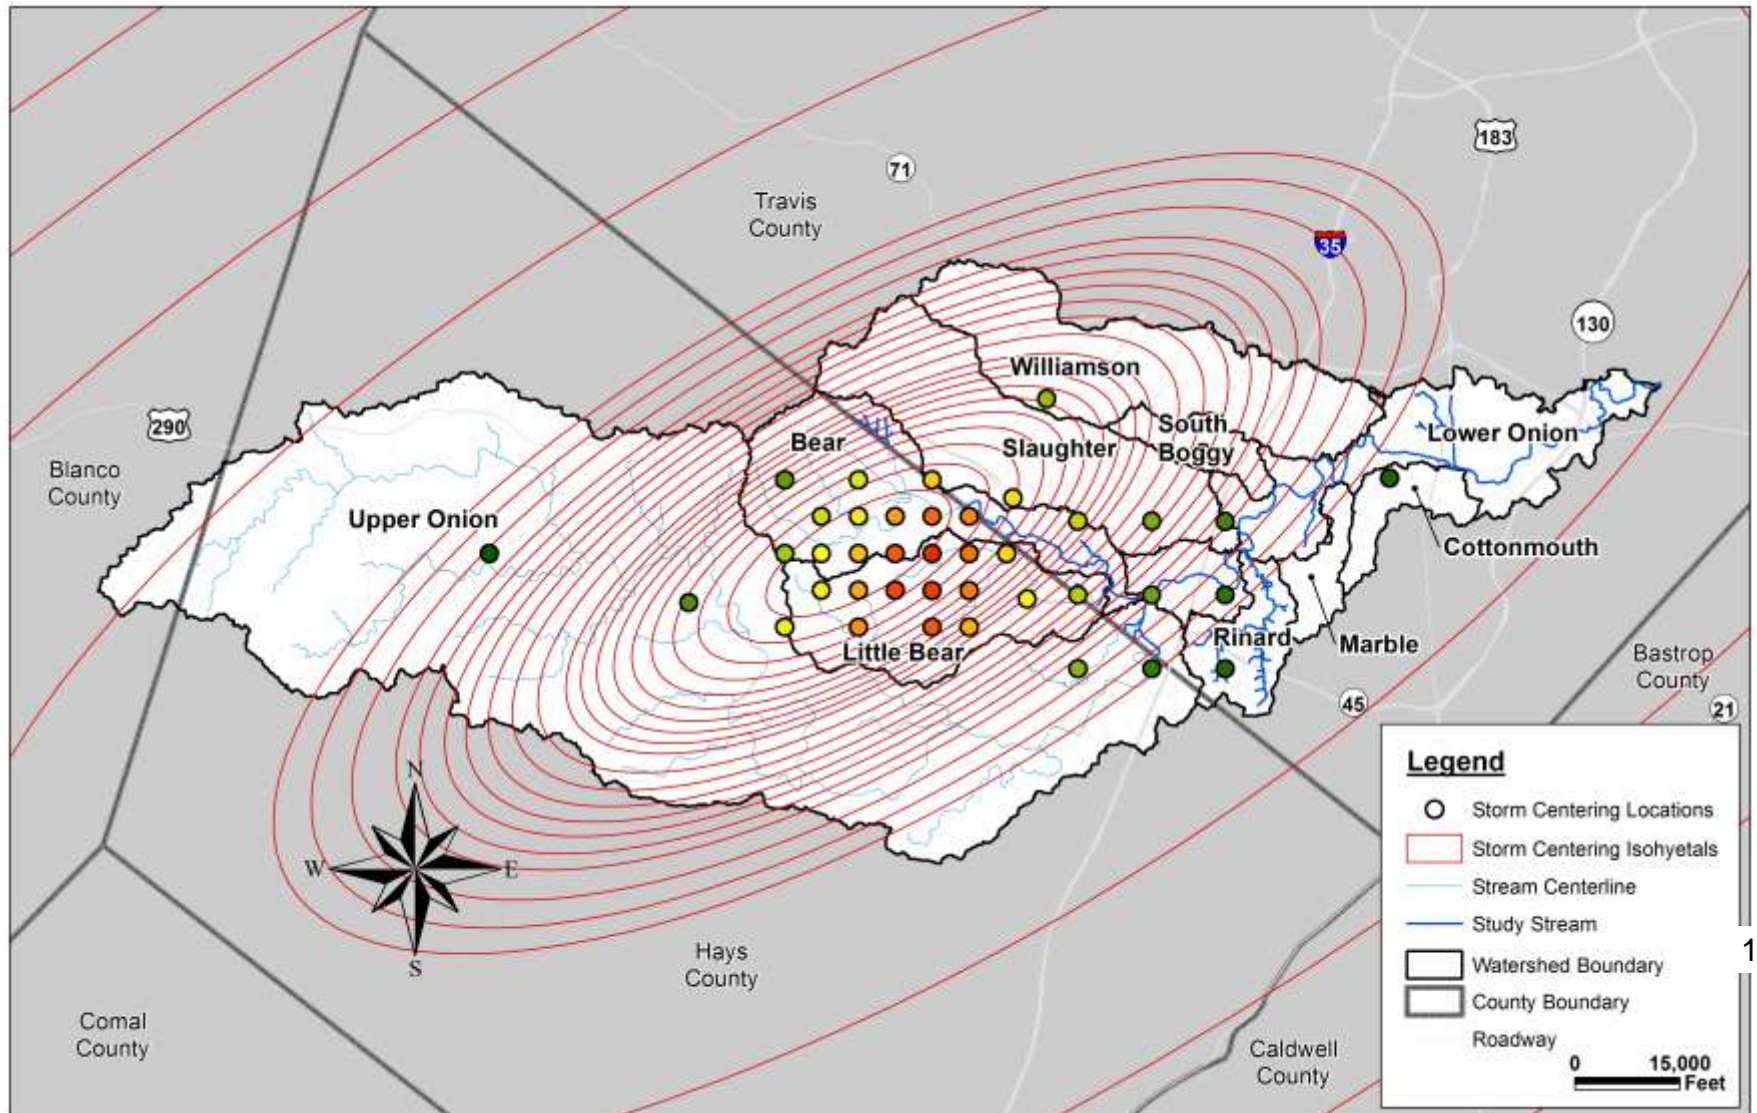 183
71
Travis
County
35
130
Williamson
290
South
Boggy
Lower Onion
Bear
Slaughter
Blanco
County
Upper Onion
Cottonmouth
Rinard
Marble
Little Bear
Bastrop
County
45
21
N
W
E
S
Hays
County
Comal
County
Caldwell
County
Legend
Storm Centering Locations
Storm Centering Isohyetals
Stream Centerline
Study Stream
Watershed Boundary
County Boundary
Roadway
0 15,000
Feet
1